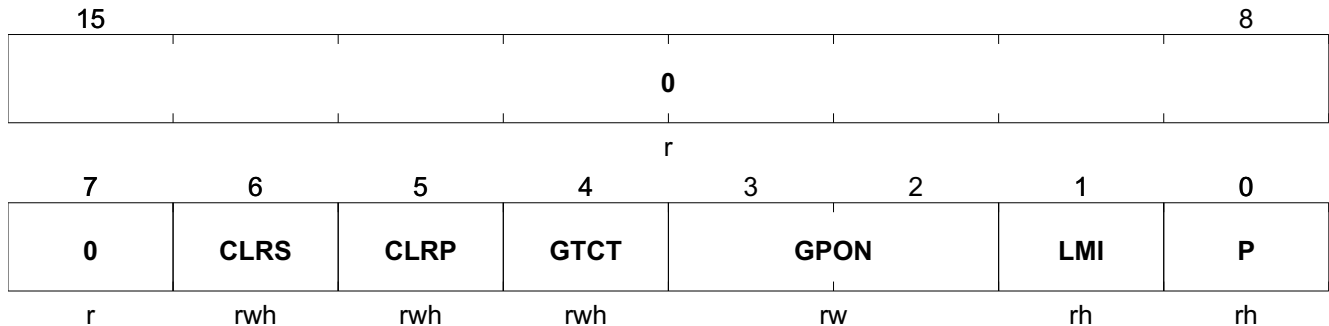 15 8
0
r
7 6 5 4 3 2 1 0
0 CLRS CLRP GTCT GPON LMI P
r rwh rwh rwh rw rh rh